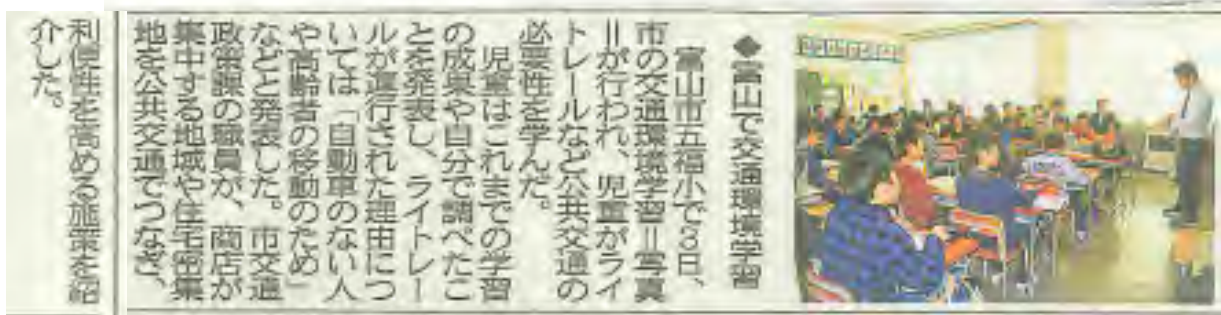 ◆富山で交通環境学習
富山市五福小で3日、
市の交通環境学習＝写真
＝が行われ、児童がライ
トレールなど公共交通の
必要性を学んだ。
児童はこれまでの学習
の成果や自分で調べたこ
とを発表し、ライトレー
ルが運行された理由につ
いては「自動車のない人
や高齢者の移動のため」
などと発表した。市交通
政策課の職員が、商店が
集中する地域や住宅密集
地を公共交通でつなぎ、
利便性を高める施策を紹
介した。